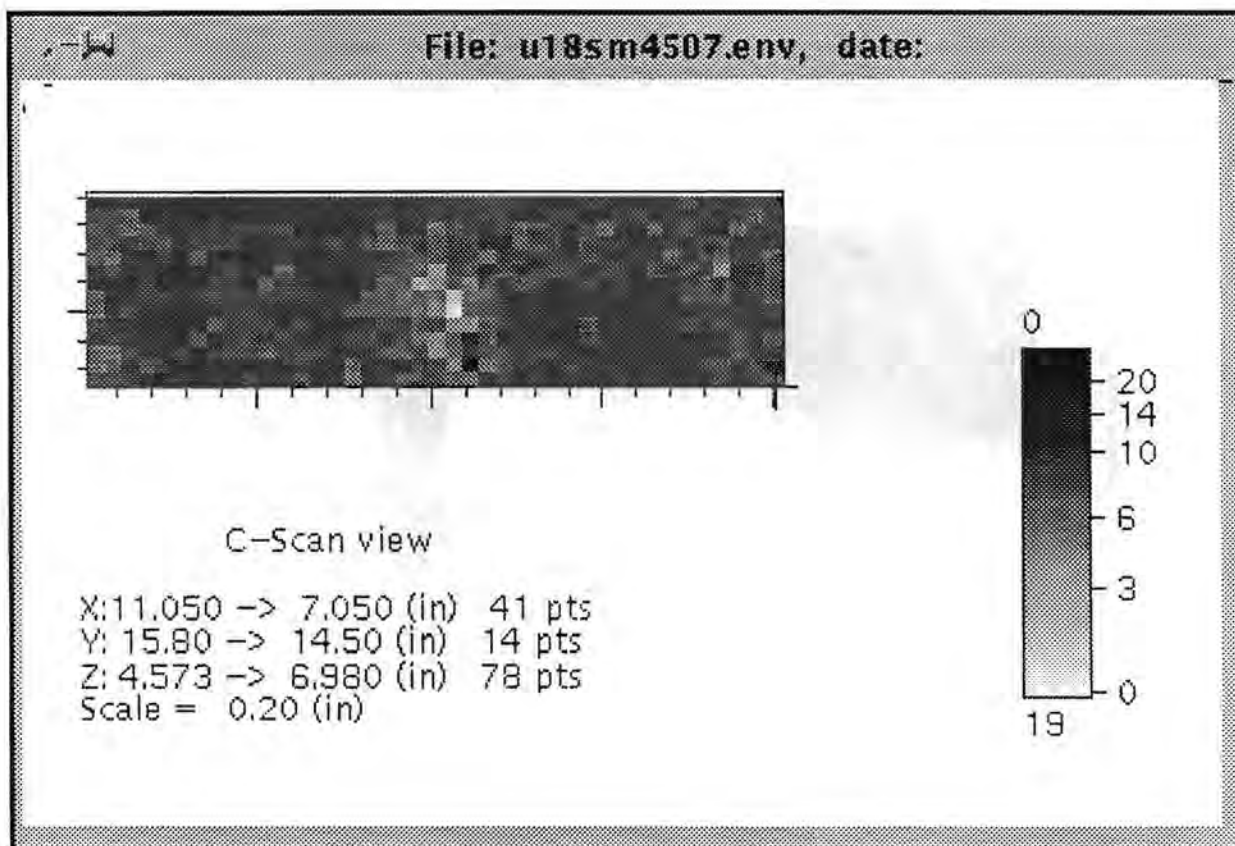 File: u18sm4507.env, date:
0
20
14
10
6
3
0
19
C-Scan view
X:11.050 -> 7.050 (in) 41 pts
Y: 15.80 -> 14.50 (in) 14 pts
Z: 4.573 -> 6.980 (in) 78 pts
Scale = 0.20 (in)